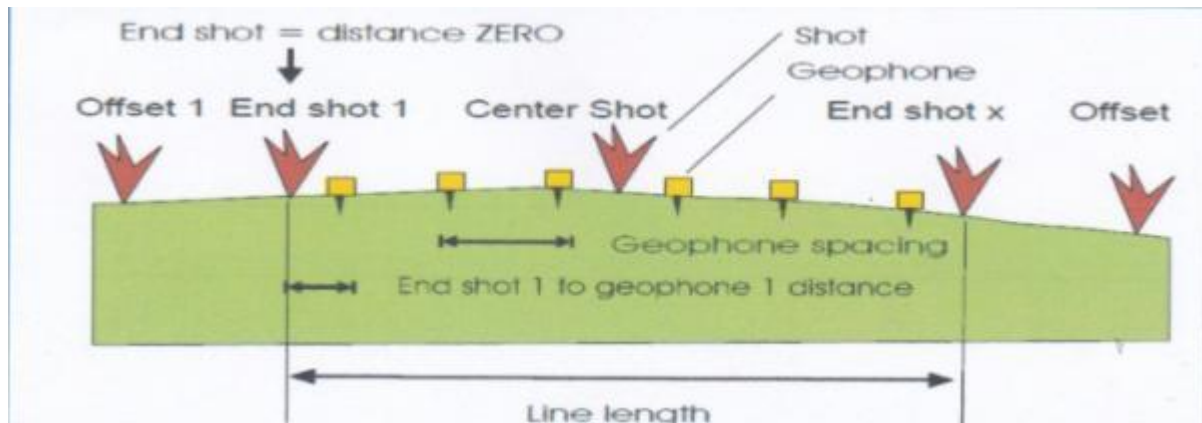 End shot = distance ZERO
Shot
Geophone
Offset 1 End shot 1 Center Shot End shot x Offset
Geophone spacing
End shot 1 to geophone 1 distance
Line length